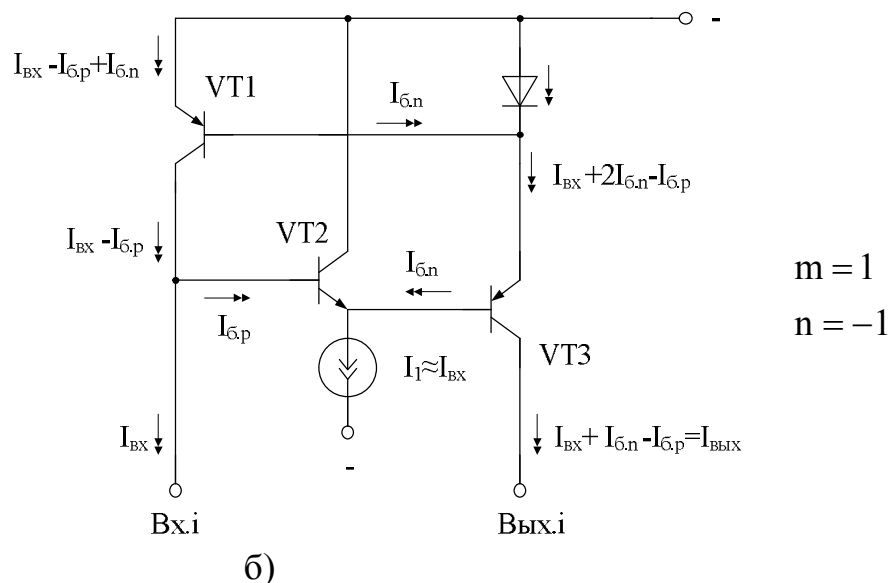 -
Iвх -Iб.p+Iб.n
VT1
Iб.n
Iвх +2Iб.n-Iб.p
Iвх -Iб.p
VT2
Iб.n
m = 1
Iб.p
n = −1
VT3
I1≈Iвх
Iвх
Iвх+ Iб.n -Iб.p=Iвых
-
Вх.i
Вых.i
б)